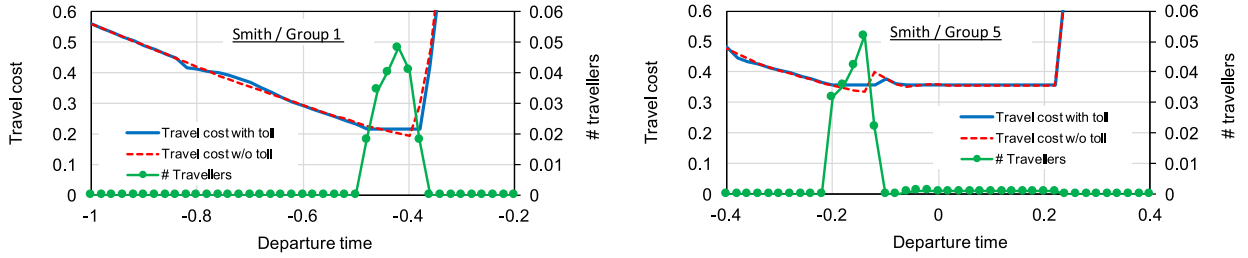 Smith / Group 1
Travel cost
0.6
0.5
0.4
0.3
0.2
0.1
0
0.06
0.05
0.04
0.03
0.02
0.01
0
# travellers
Travel cost with toll
Travel cost w/o toll
# Travellers
-1
-0.8
-0.6
-0.4
-0.2
Departure time
Smith / Group 5
Travel cost
0.6
0.5
0.4
0.3
0.2
0.1
0
0.06
0.05
0.04
0.03
0.02
0.01
0
# travellers
Travel cost with toll
Travel cost w/o toll
# Travellers
-0.4
-0.2
0
0.2
0.4
Departure time